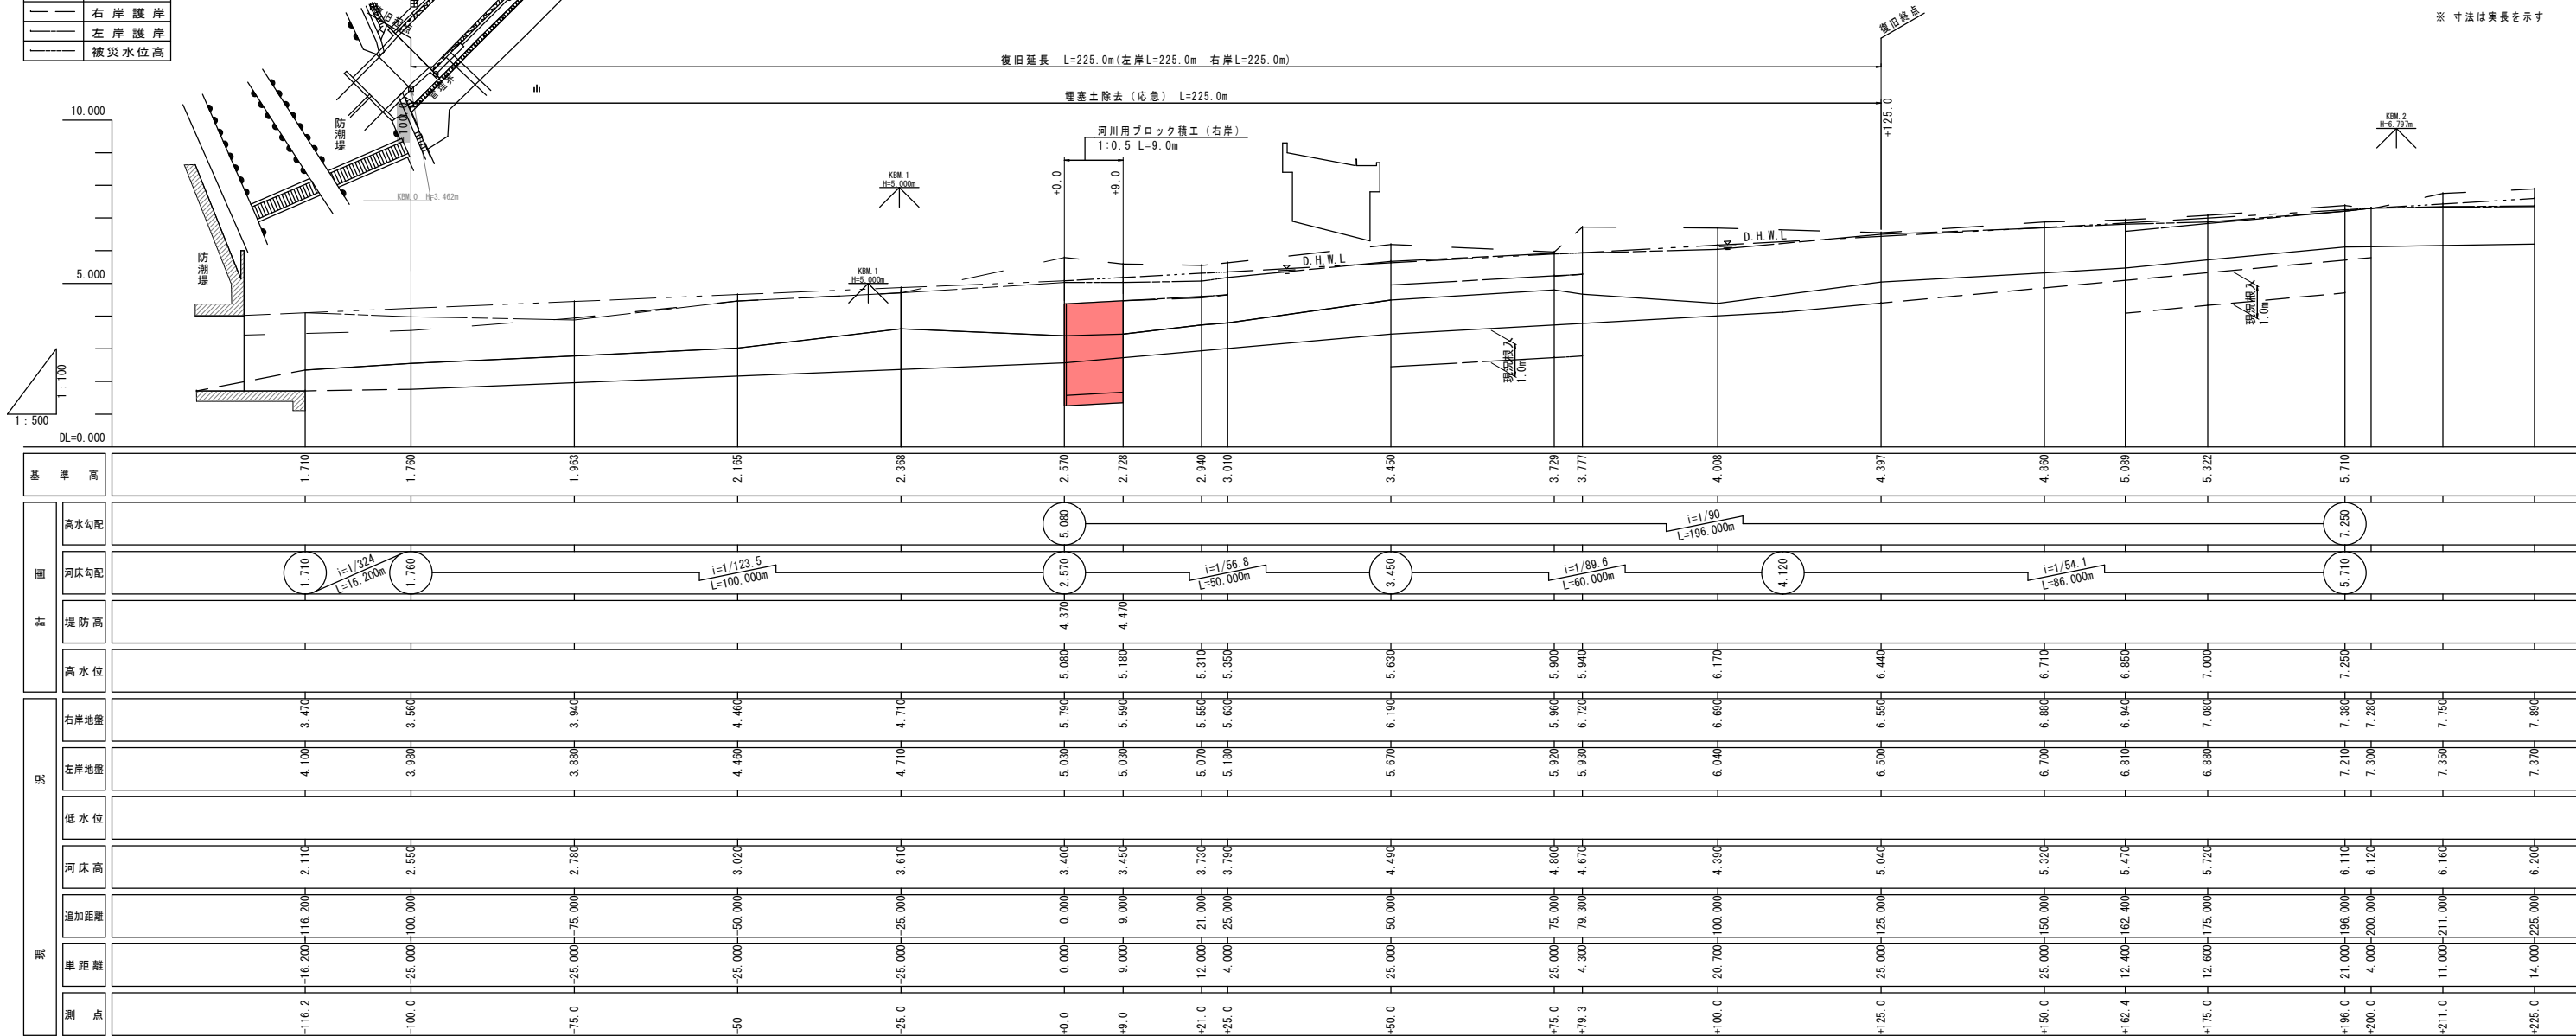 右岸護岸
左岸護岸
被災水位高
※ 寸法は実長を示す
復旧終点
復旧延長 L=225.0m(左岸L=225.0m 右岸L=225.0m)
埋塞土除去(応急) L=225.0m
+125.0
管理界
-100.0
防潮堤
防潮堤
KBM.0 H=3.462m
河川用ブロック積工(右岸)
1:0.5 L=9.0m
+0.0
+9.0
KBM.1
H=5.000m
KBM.1
H=5.000m
KBM.2
H=6.797m
D.H.W.L
D.H.W.L
現況根入
1.0m
現況根入
1.0m
10.000
5.000
DL=0.000
1:100
1:500
基準高 1.710 1.760 1.963 2.165 2.368 2.570 2.728 2.940 3.010 3.450 3.729 3.777 4.008 4.397 4.860 5.089 5.322 5.710
計画
高水勾配 5.080 i=1/90 L=196.000m 7.250
河床勾配 1.710 i=1/324 L=16.200m 1.760 i=1/123.5 L=100.000m 2.570 i=1/56.8 L=50.000m 3.450 i=1/89.6 L=60.000m 4.120 i=1/54.1 L=86.000m 5.710
堤防高 4.370 4.470
高水位 5.080 5.180 5.310 5.350 5.630 5.900 5.940 6.170 6.440 6.710 6.850 7.000 7.250
現況
右岸地盤 3.470 3.560 3.940 4.460 4.710 5.790 5.590 5.550 5.630 6.190 5.960 6.720 6.690 6.550 6.880 6.940 7.080 7.380 7.280 7.750 7.890
左岸地盤 4.100 3.980 3.880 4.460 4.710 5.030 5.030 5.070 5.180 5.670 5.920 5.930 6.040 6.500 6.700 6.810 6.880 7.210 7.300 7.350 7.370
低水位
河床高 2.110 2.550 2.780 3.020 3.610 3.400 3.450 3.730 3.790 4.490 4.800 4.670 4.390 5.040 5.320 5.470 5.720 6.110 6.120 6.160 6.200
追加距離 -116.200 -100.000 -75.000 -50.000 -25.000 0.000 9.000 21.000 25.000 50.000 75.000 79.300 100.000 125.000 150.000 162.400 175.000 196.000 200.000 211.000 225.000
単距離 -16.200 -25.000 -25.000 -25.000 -25.000 0.000 9.000 12.000 4.000 25.000 25.000 4.300 20.700 25.000 25.000 12.400 12.600 21.000 4.000 11.000 14.000
測点 -116.2 -100.0 -75.0 -50 -25.0 +0.0 +9.0 +21.0 +25.0 +50.0 +75.0 +79.3 +100.0 +125.0 +150.0 +162.4 +175.0 +196.0 +200.0 +211.0 +225.0